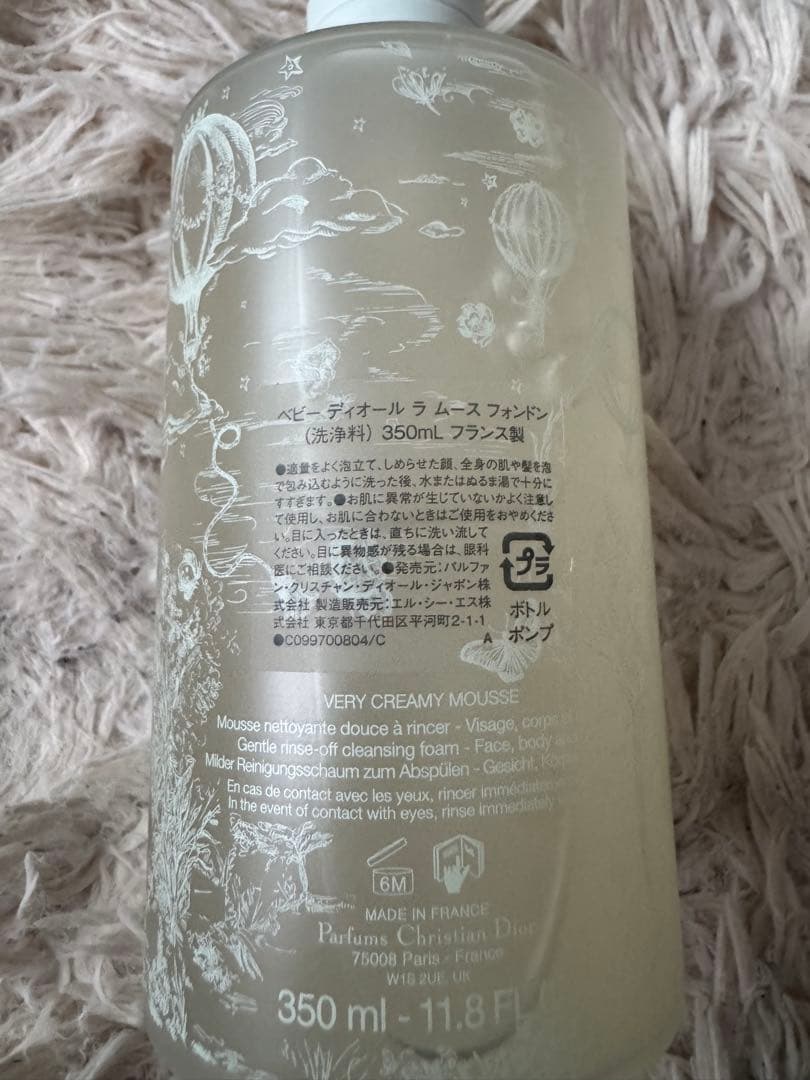 ベビー ディオール ラ ムース フォンドン
(洗浄料) 350mL フランス製
●適量をよく泡立て、しめらせた顔、全身の肌や髪を泡
で包み込むように洗った後、水またはぬるま湯で十分に
すすぎます。●お肌に異常が生じていないかよく注意し
て使用し、お肌に合わないときはご使用をおやめくださ
い。目に入ったときは、直ちに洗い流して
ください。目に異物感が残る場合は、眼科
医にご相談ください。●発売元:パルファ
ン・クリスチャン・ディオール・ジャポン株
式会社 製造販売元:エル・シー・エス株
式会社 東京都千代田区平河町2-1-1
●C099700804/C A
プラ
ボトル
ポンプ
VERY CREAMY MOUSSE
Mousse nettoyante douce à rincer - Visage, corps
Gentle rinse-off cleansing foam - Face, body
Milder Reinigungsschaum zum Abspülen - Gesicht,
En cas de contact avec les yeux, rincer
In the event of contact with eyes, rinse immediately
6M
MADE IN FRANCE
Parfums Christian Dior
75008 Paris - France
W1S 2UE, UK
350 ml - 11.8